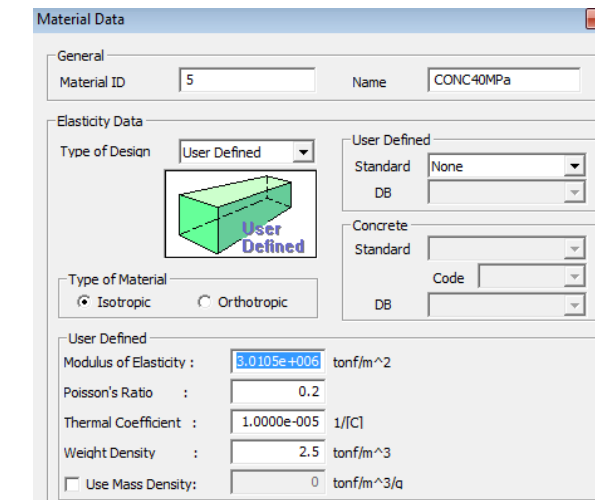 Material Data
General
Material ID 5 Name CONC40MPa
Elasticity Data
Type of Design User Defined
User Defined
Standard None
DB
User
Defined
Concrete
Standard
Code
DB
Type of Material
Isotropic Orthotropic
User Defined
Modulus of Elasticity : 3.0105e+006 tonf/m^2
Poisson's Ratio : 0.2
Thermal Coefficient : 1.0000e-005 1/[C]
Weight Density : 2.5 tonf/m^3
Use Mass Density: 0 tonf/m^3/g